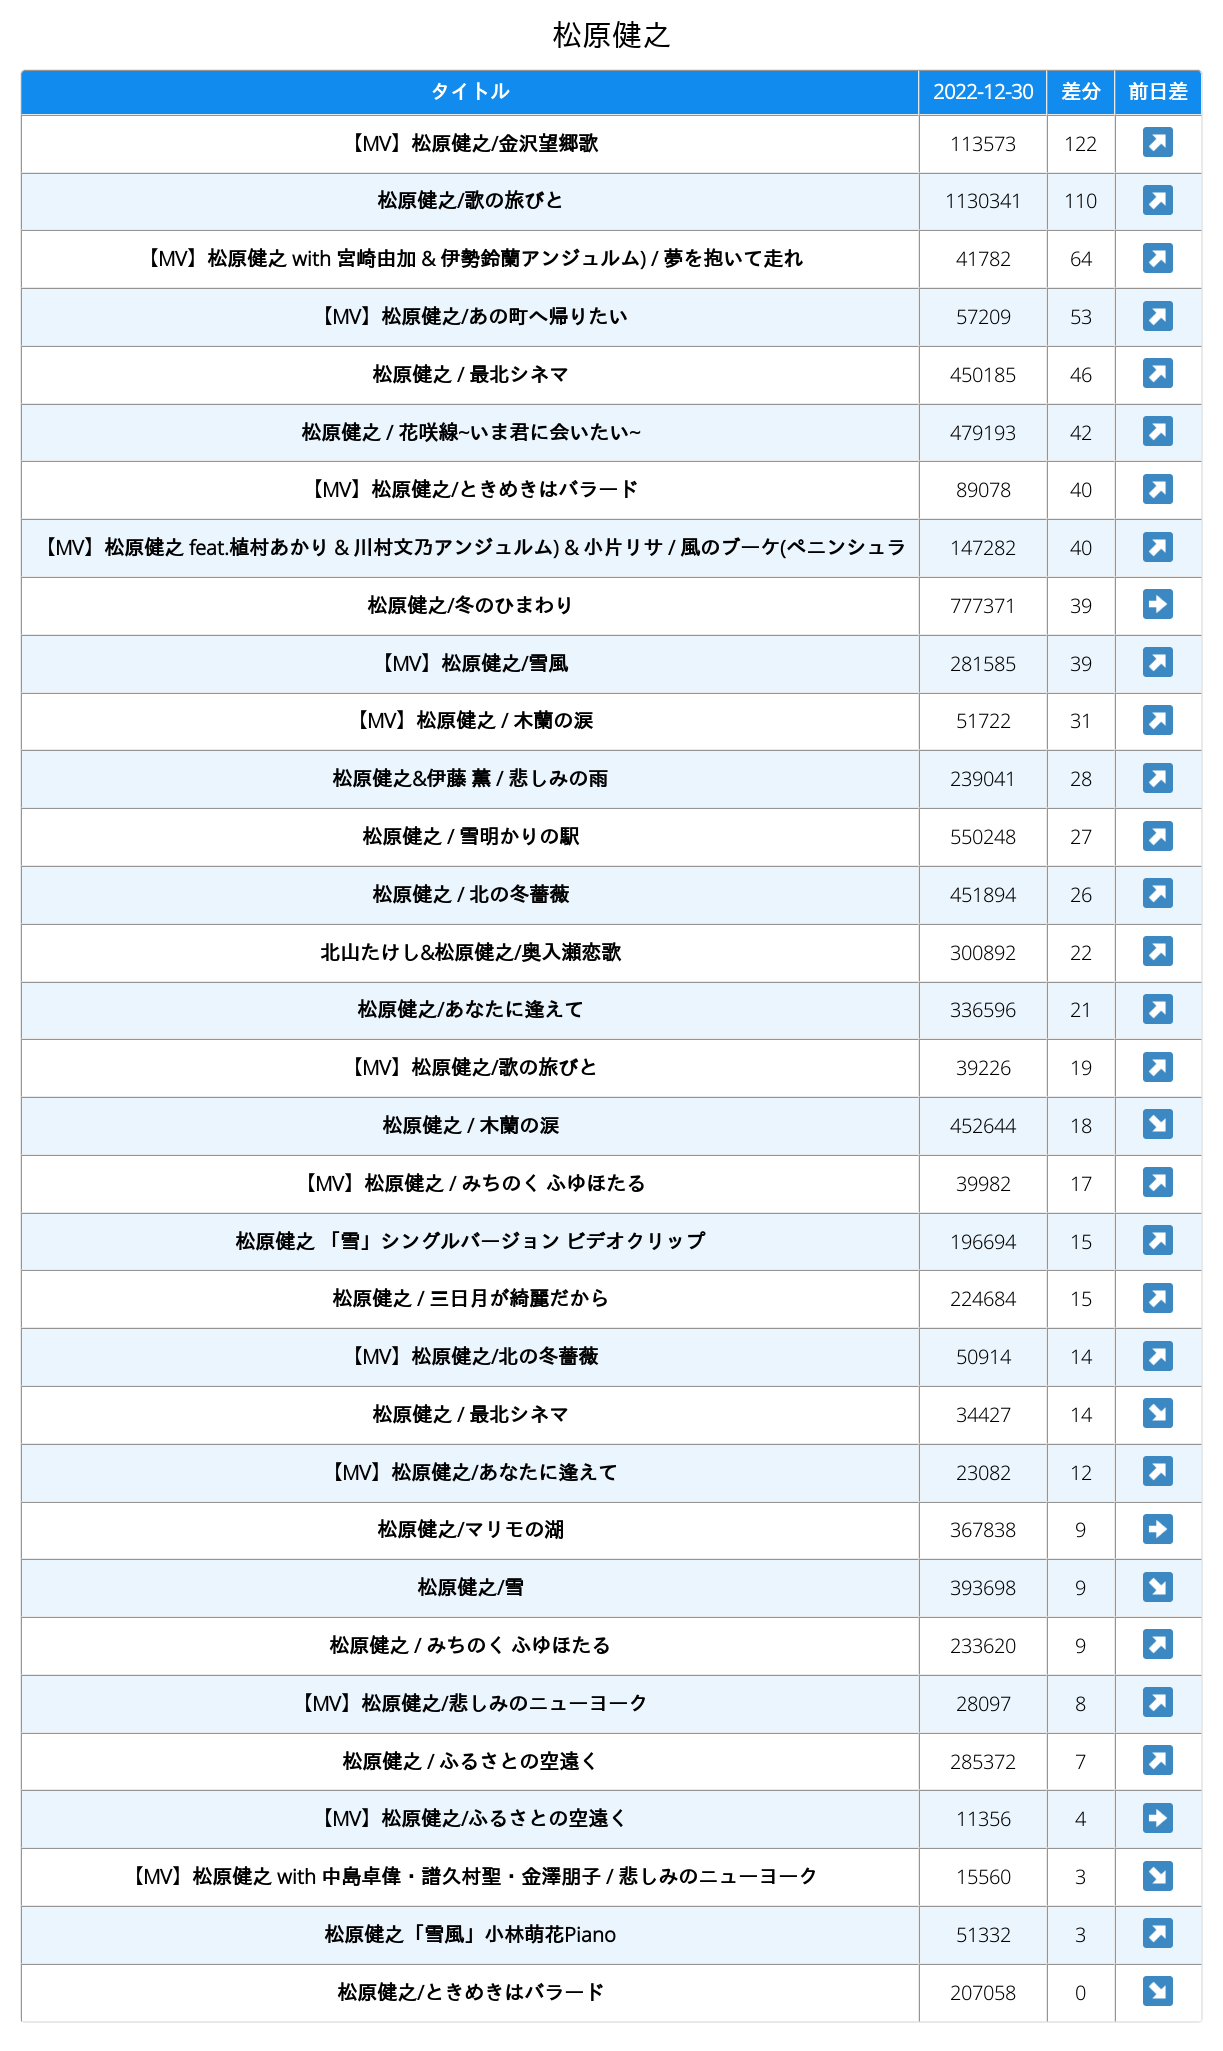 松原健之
タイトル 2022-12-30 差分 前日差
【MV】松原健之/金沢望郷歌 113573 122
松原健之/歌の旅びと 1130341 110
【MV】松原健之 with 宮崎由加 & 伊勢鈴蘭アンジュルム) / 夢を抱いて走れ 41782 64
【MV】松原健之/あの町へ帰りたい 57209 53
松原健之 / 最北シネマ 450185 46
松原健之 / 花咲線~いま君に会いたい~ 479193 42
【MV】松原健之/ときめきはバラード 89078 40
【MV】松原健之 feat.植村あかり & 川村文乃アンジュルム) & 小片リサ / 風のブーケ(ペニンシュラ 147282 40
松原健之/冬のひまわり 777371 39
【MV】松原健之/雪風 281585 39
【MV】松原健之 / 木蘭の涙 51722 31
松原健之&伊藤 薫 / 悲しみの雨 239041 28
松原健之 / 雪明かりの駅 550248 27
松原健之 / 北の冬薔薇 451894 26
北山たけし&松原健之/奥入瀬恋歌 300892 22
松原健之/あなたに逢えて 336596 21
【MV】松原健之/歌の旅びと 39226 19
松原健之 / 木蘭の涙 452644 18
【MV】松原健之 / みちのく ふゆほたる 39982 17
松原健之 「雪」シングルバージョン ビデオクリップ 196694 15
松原健之 / 三日月が綺麗だから 224684 15
【MV】松原健之/北の冬薔薇 50914 14
松原健之 / 最北シネマ 34427 14
【MV】松原健之/あなたに逢えて 23082 12
松原健之/マリモの湖 367838 9
松原健之/雪 393698 9
松原健之 / みちのく ふゆほたる 233620 9
【MV】松原健之/悲しみのニューヨーク 28097 8
松原健之 / ふるさとの空遠く 285372 7
【MV】松原健之/ふるさとの空遠く 11356 4
【MV】松原健之 with 中島卓偉・譜久村聖・金澤朋子 / 悲しみのニューヨーク 15560 3
松原健之「雪風」小林萌花Piano 51332 3
松原健之/ときめきはバラード 207058 0